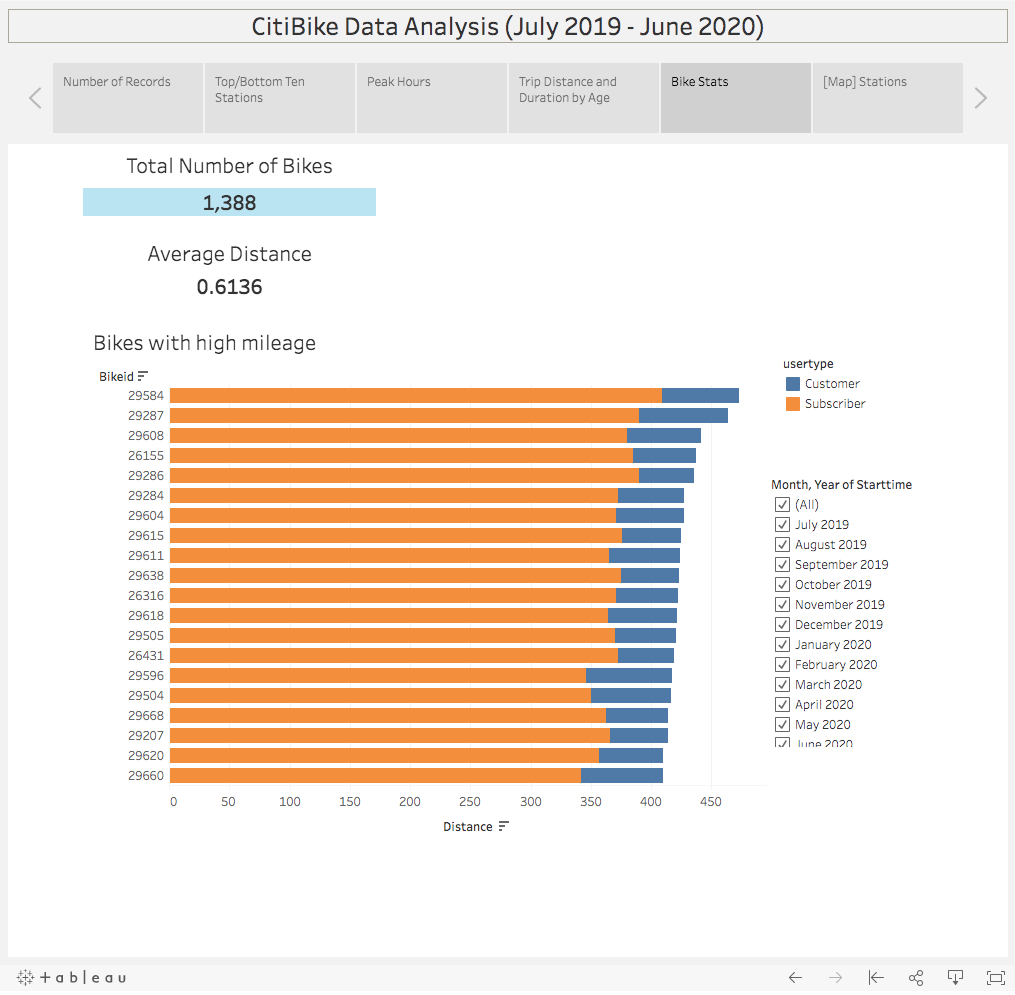 CitiBike Data Analysis (July 2019 - June 2020)
Number of Records
Top/Bottom Ten
Stations
Peak Hours
Trip Distance and
Duration by Age
Bike Stats
[Map] Stations
Total Number of Bikes
1,388
Average Distance
0.6136
Bikes with high mileage
Bikeid
29584
29287
29608
26155
29286
29284
29604
29615
29611
29638
26316
29618
29505
26431
29596
29504
29668
29207
29620
29660
0 50 100 150 200 250 300 350 400 450
Distance
usertype
Customer
Subscriber
Month, Year of Starttime
(All)
July 2019
August 2019
September 2019
October 2019
November 2019
December 2019
January 2020
February 2020
March 2020
April 2020
May 2020
June 2020
+ableau